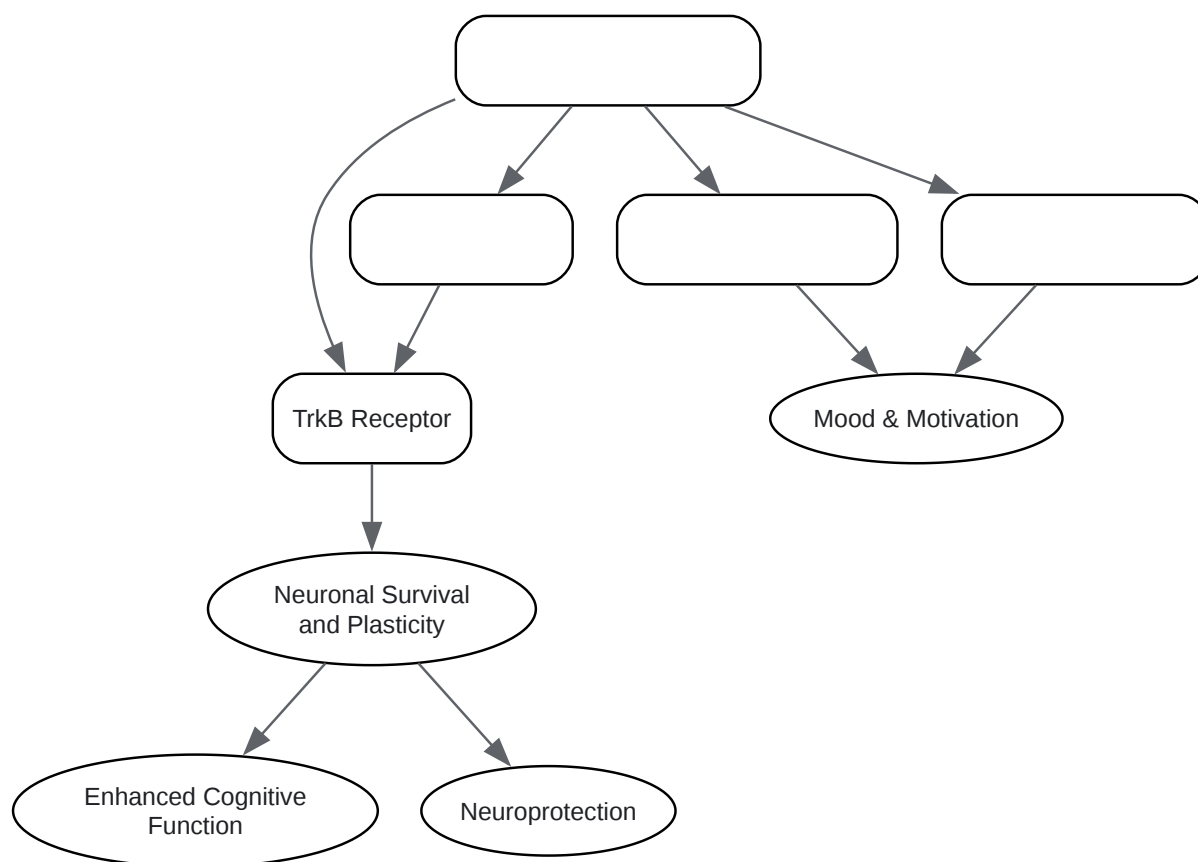 TrkB Receptor
Mood & Motivation
Neuronal Survival
and Plasticity
Enhanced Cognitive
Function
Neuroprotection